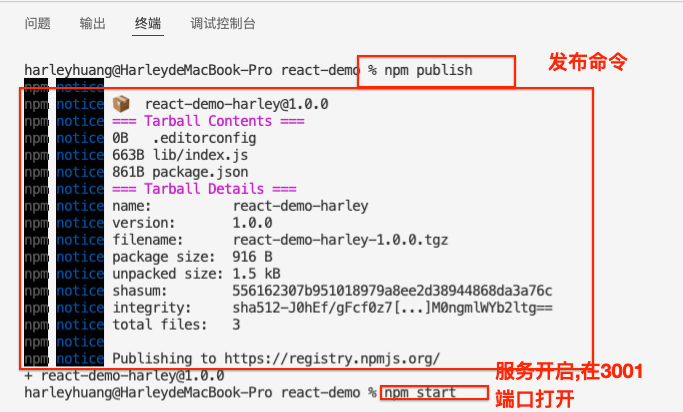 问题 输出 终端 调试控制台
harleyhuang@HarleydeMacBook-Pro react-demo % npm publish
发布命令
npm notice
npm notice 📦 react-demo-harley@1.0.0
npm notice === Tarball Contents ===
npm notice 0B .editorconfig
npm notice 663B lib/index.js
npm notice 861B package.json
npm notice === Tarball Details ===
npm notice name: react-demo-harley
npm notice version: 1.0.0
npm notice filename: react-demo-harley-1.0.0.tgz
npm notice package size: 916 B
npm notice unpacked size: 1.5 kB
npm notice shasum: 556162307b951018979a8ee2d38944868da3a76c
npm notice integrity: sha512-J0hEf/gFcf0z7[...]M0ngmlWYb2ltg==
npm notice total files: 3
npm notice
npm notice Publishing to https://registry.npmjs.org/
+ react-demo-harley@1.0.0
harleyhuang@HarleydeMacBook-Pro react-demo % npm start
服务开启,在3001
端口打开